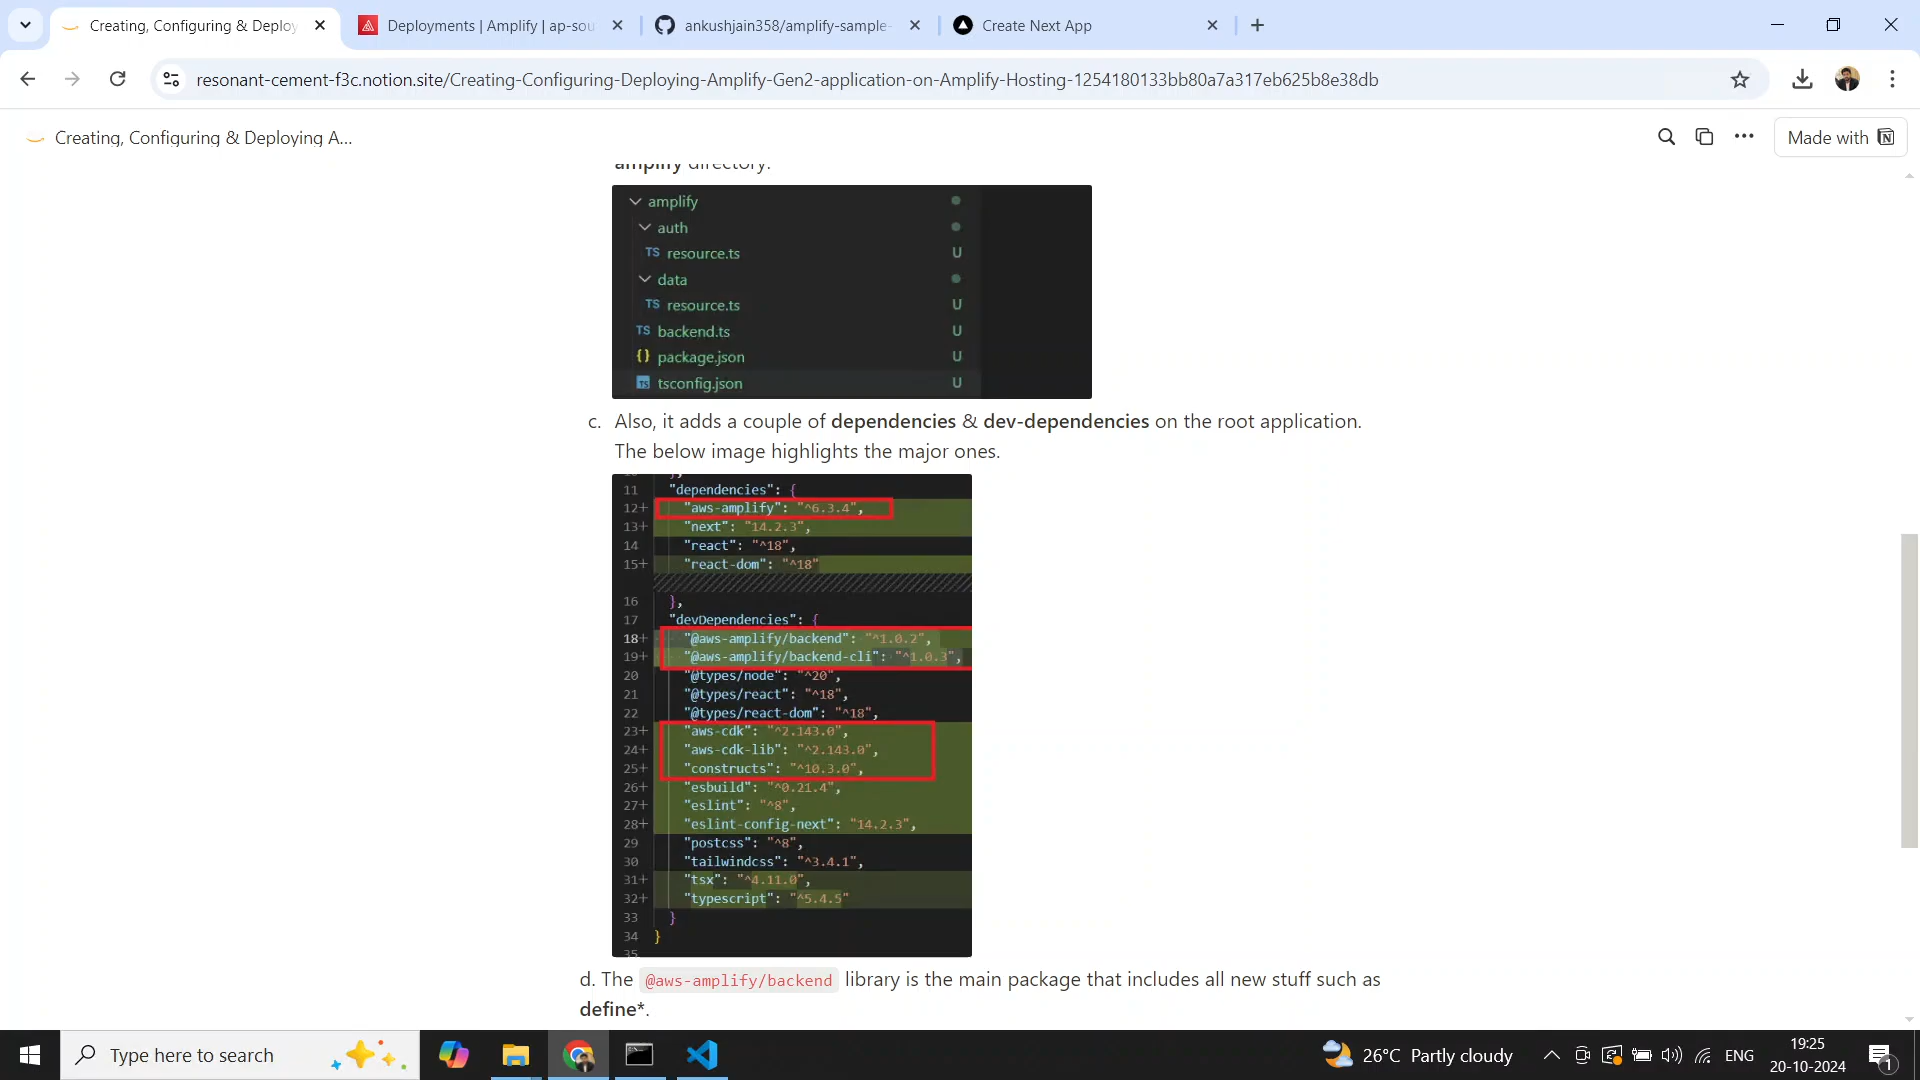 Creating, Configuring & Deploy
Deployments | Amplify | ap-sou
ankushjain358/amplify-sample-
Create Next App
resonant-cement-f3c.notion.site/Creating-Configuring-Deploying-Amplify-Gen2-application-on-Amplify-Hosting-1254180133bb80a7a317eb625b8e38db
Creating, Configuring & Deploying A...
Made with
amplify directory.
amplify
auth
TS resource.ts U
data
TS resource.ts U
TS backend.ts U
{} package.json U
TS tsconfig.json U
c. Also, it adds a couple of dependencies & dev-dependencies on the root application.
The below image highlights the major ones.
11 "dependencies": {
12+ "aws-amplify": "^6.3.4",
13+ "next": "14.2.3",
14 "react": "^18",
15+ "react-dom": "^18"
16 },
17 "devDependencies": {
18+ "@aws-amplify/backend": "^1.0.2",
19+ "@aws-amplify/backend-cli": "^1.0.3",
20 "@types/node": "^20",
21 "@types/react": "^18",
22 "@types/react-dom": "^18",
23+ "aws-cdk": "^2.143.0",
24+ "aws-cdk-lib": "^2.143.0",
25+ "constructs": "^10.3.0",
26+ "esbuild": "^0.21.4",
27+ "eslint": "^8",
28+ "eslint-config-next": "14.2.3",
29 "postcss": "^8",
30 "tailwindcss": "^3.4.1",
31+ "tsx": "^4.11.0",
32+ "typescript": "^5.4.5"
33 }
34 }
35
d. The @aws-amplify/backend library is the main package that includes all new stuff such as
define*.
Type here to search
26°C Partly cloudy
ENG
19:25
20-10-2024
1